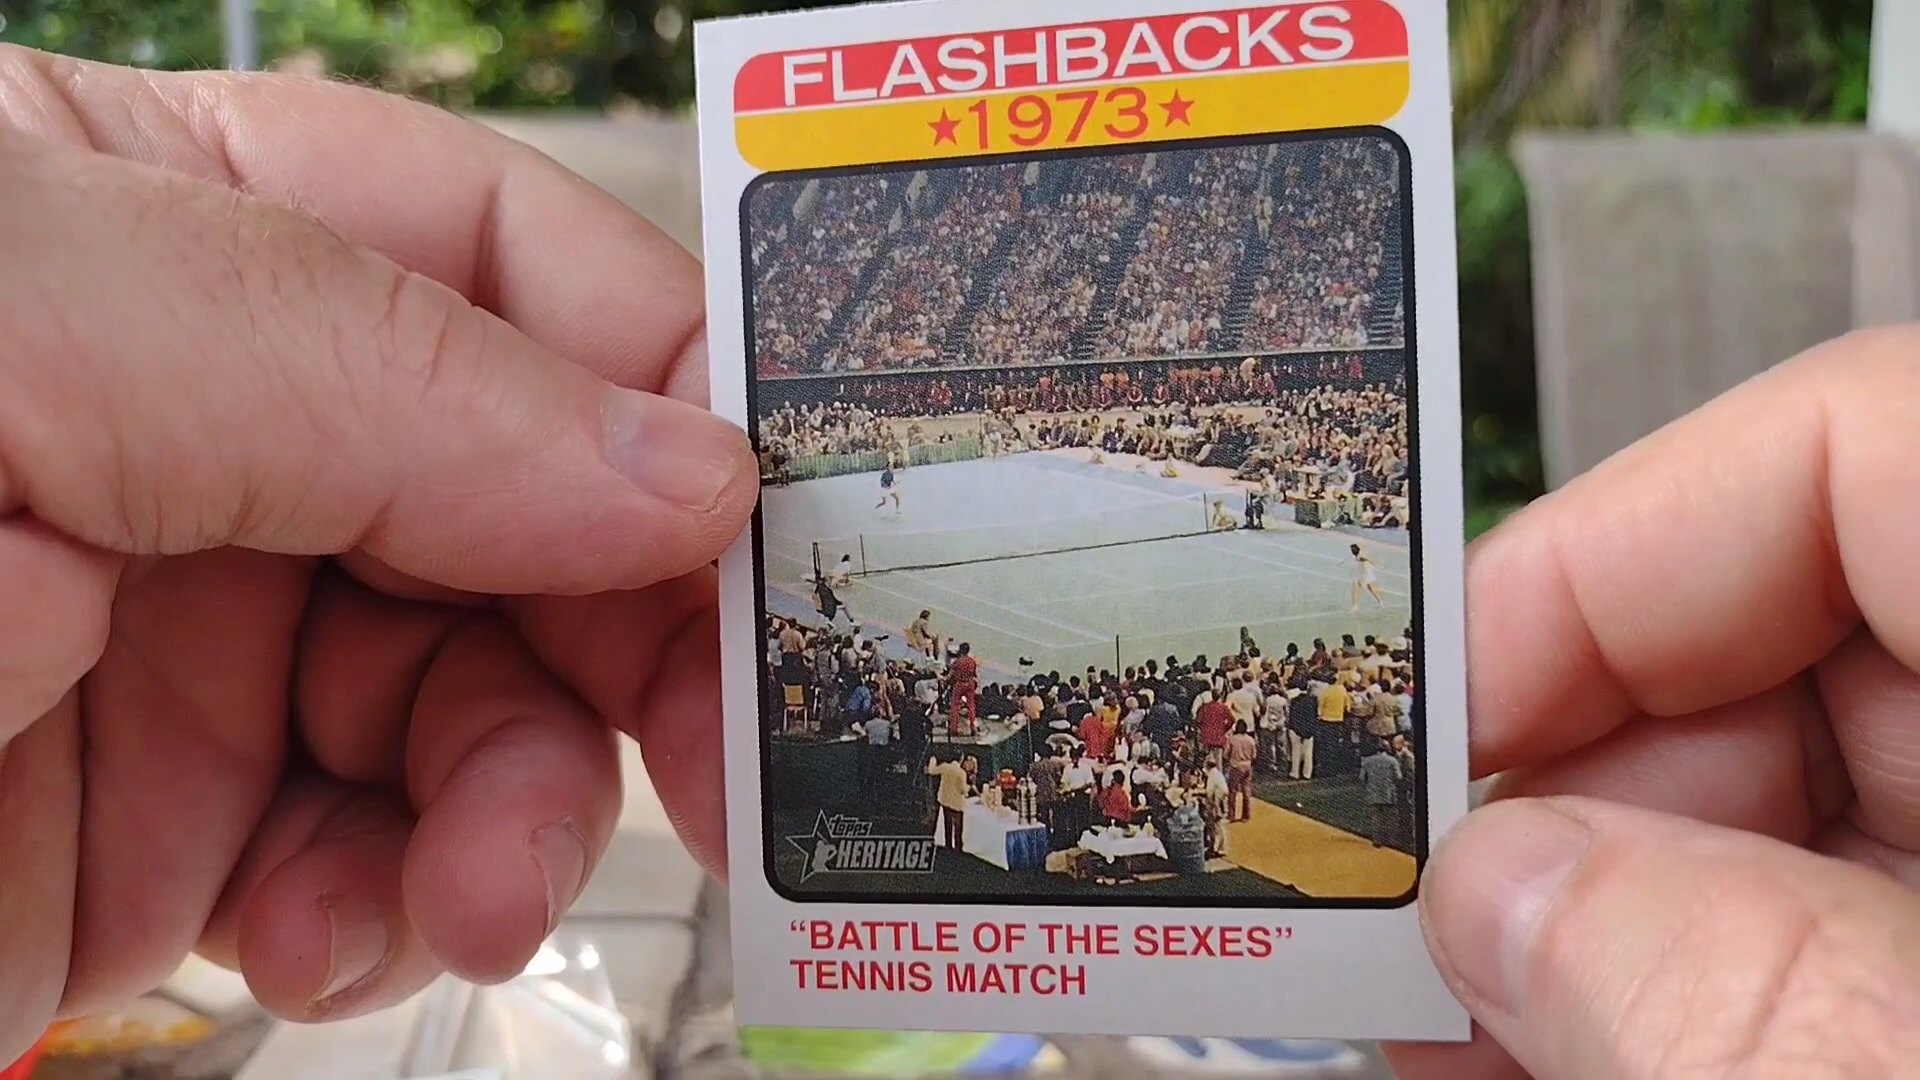 FLASHBACKS
★1973★
topps
HERITAGE
“BATTLE OF THE SEXES”
TENNIS MATCH